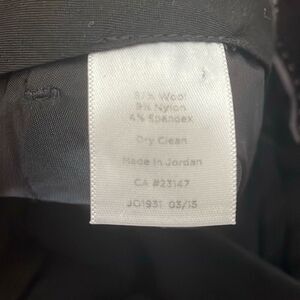 87% Wool
9% Nylon
4% Spandex
Dry Clean
Made in Jordan
CA #23147
JO1931 03/15